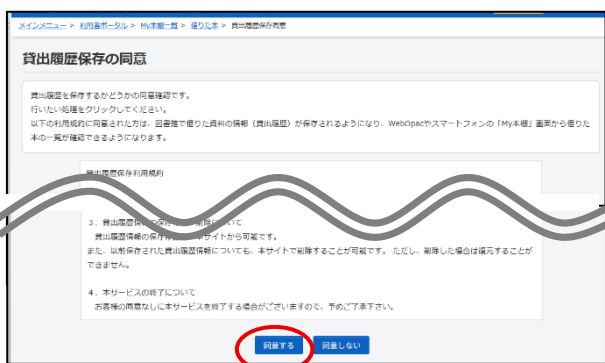 メインメニュー > 利用者ポータル > My本棚一覧 > 借りた本 > 貸出履歴保存同意
貸出履歴保存の同意
貸出履歴を保存するかどうかの同意確認です。
行いたい処理をクリックしてください。
以下の利用規約に同意された方は、図書館で借りた資料の情報（貸出履歴）が保存されるようになり、WebOpacやスマートフォンの「My本棚」画面から借りた
本の一覧が確認できるようになります。
貸出履歴保存利用規約
３．貸出履歴情報の保存 削除について
貸出履歴情報の保存 本サイトから可能です。
また、以前保存された貸出履歴情報についても、本サイトで削除することが可能です。 ただし、削除した場合は復元することが
できません。
４．本サービスの終了について
お客様の同意なしに本サービスを終了する場合がございますので、予めご了承下さい。
同意する 同意しない